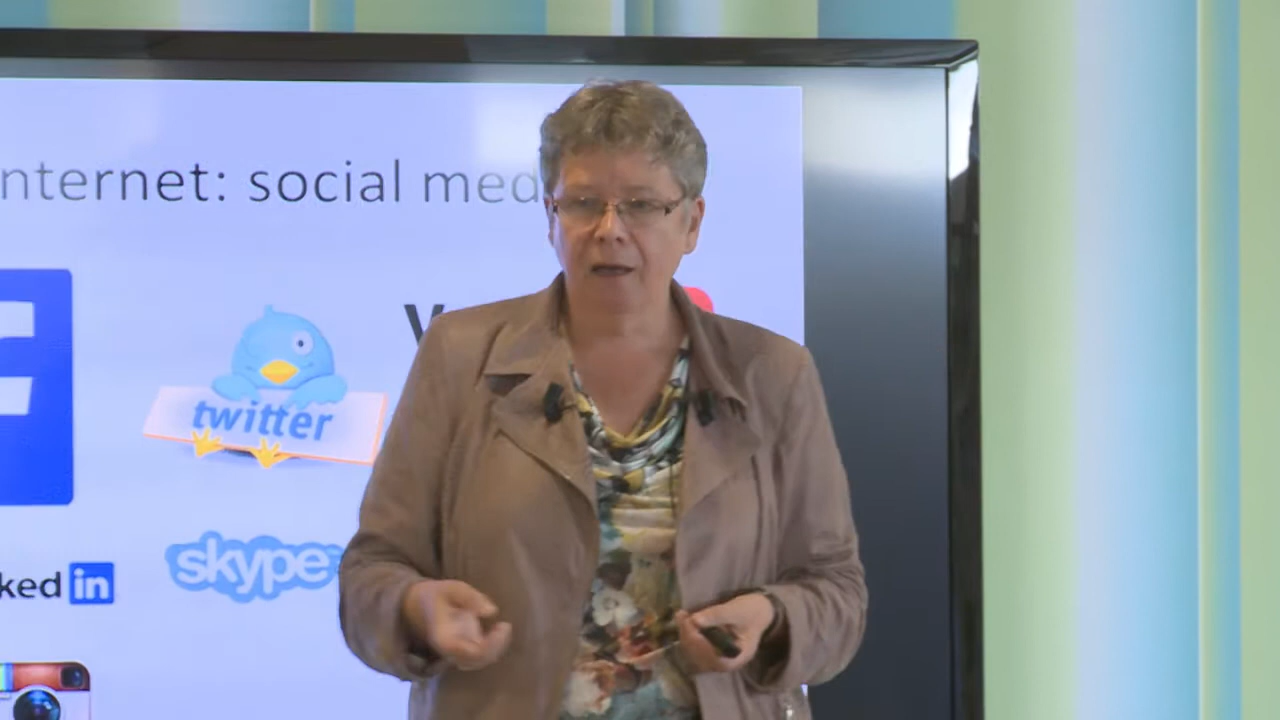 nternet: social med
twitter
skype
ked in